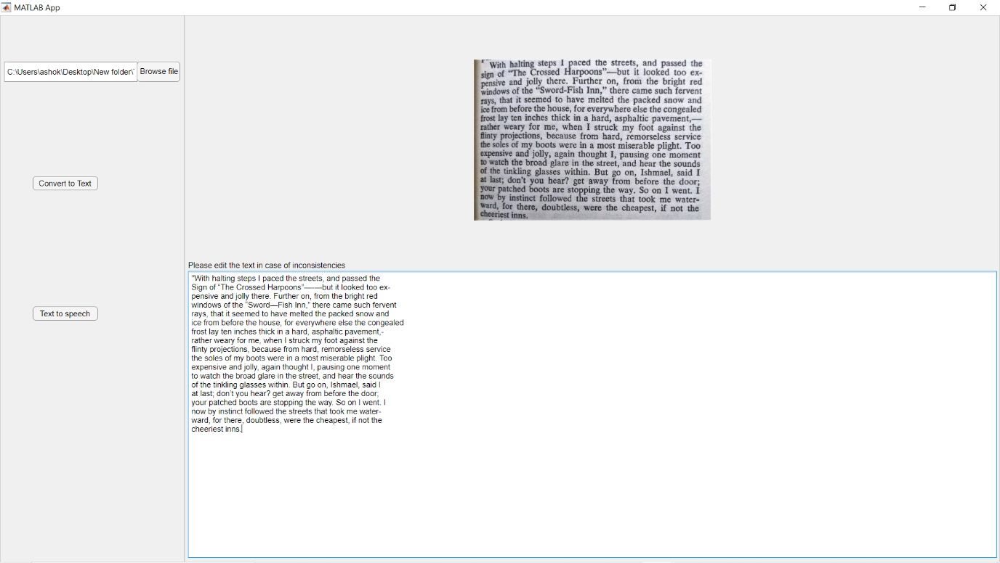 MATLAB App
C:\Users\ashok\Desktop\New folder\
Browse file
Convert to Text
Text to speech
"With halting steps I paced the streets, and passed the
sign of “The Crossed Harpoons”—but it looked too ex-
pensive and jolly there. Further on, from the bright red
windows of the “Sword-Fish Inn,” there came such fervent
rays, that it seemed to have melted the packed snow and
ice from before the house, for everywhere else the congealed
frost lay ten inches thick in a hard, asphaltic pavement,—
rather weary for me, when I struck my foot against the
flinty projections, because from hard, remorseless service
the soles of my boots were in a most miserable plight. Too
expensive and jolly, again thought I, pausing one moment
to watch the broad glare in the street, and hear the sounds
of the tinkling glasses within. But go on, Ishmael, said I
at last; don’t you hear? get away from before the door;
your patched boots are stopping the way. So on I went. I
now by instinct followed the streets that took me water-
ward, for there, doubtless, were the cheapest, if not the
cheeriest inns.
Please edit the text in case of inconsistencies
"With halting steps I paced the streets, and passed the
Sign of “The Crossed Harpoons”——-—but it looked too ex-
pensive and jolly there. Further on, from the bright red
windows of the “Sword—Fish Inn,” there came such fervent
rays, that it seemed to have melted the packed snow and
ice from before the house, for everywhere else the congealed
frost lay ten inches thick in a hard, asphaltic pavement,-
rather weary for me, when I struck my foot against the
flinty projections, because from hard, remorseless service
the soles of my boots were in a most miserable plight. Too
expensive and jolly, again thought I, pausing one moment
to watch the broad glare in the street, and hear the sounds
of the tinkling glasses within. But go on, Ishmael, said I
at last; don’t you hear? get away from before the door;
your patched boots are stopping the way. So on I went. I
now by instinct followed the streets that took me water-
ward, for there, doubtless, were the cheapest, if not the
cheeriest inns.